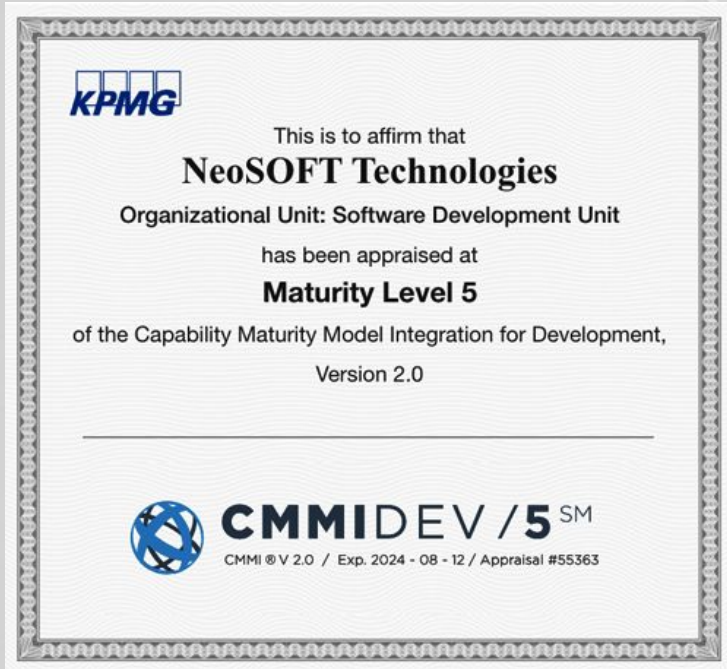 KPMG
This is to affirm that
NeoSOFT Technologies
Organizational Unit: Software Development Unit
has been appraised at
Maturity Level 5
of the Capability Maturity Model Integration for Development,
Version 2.0
CMMIDEV /5 SM
CMMI ® V 2.0 / Exp. 2024 - 08 - 12 / Appraisal #55363